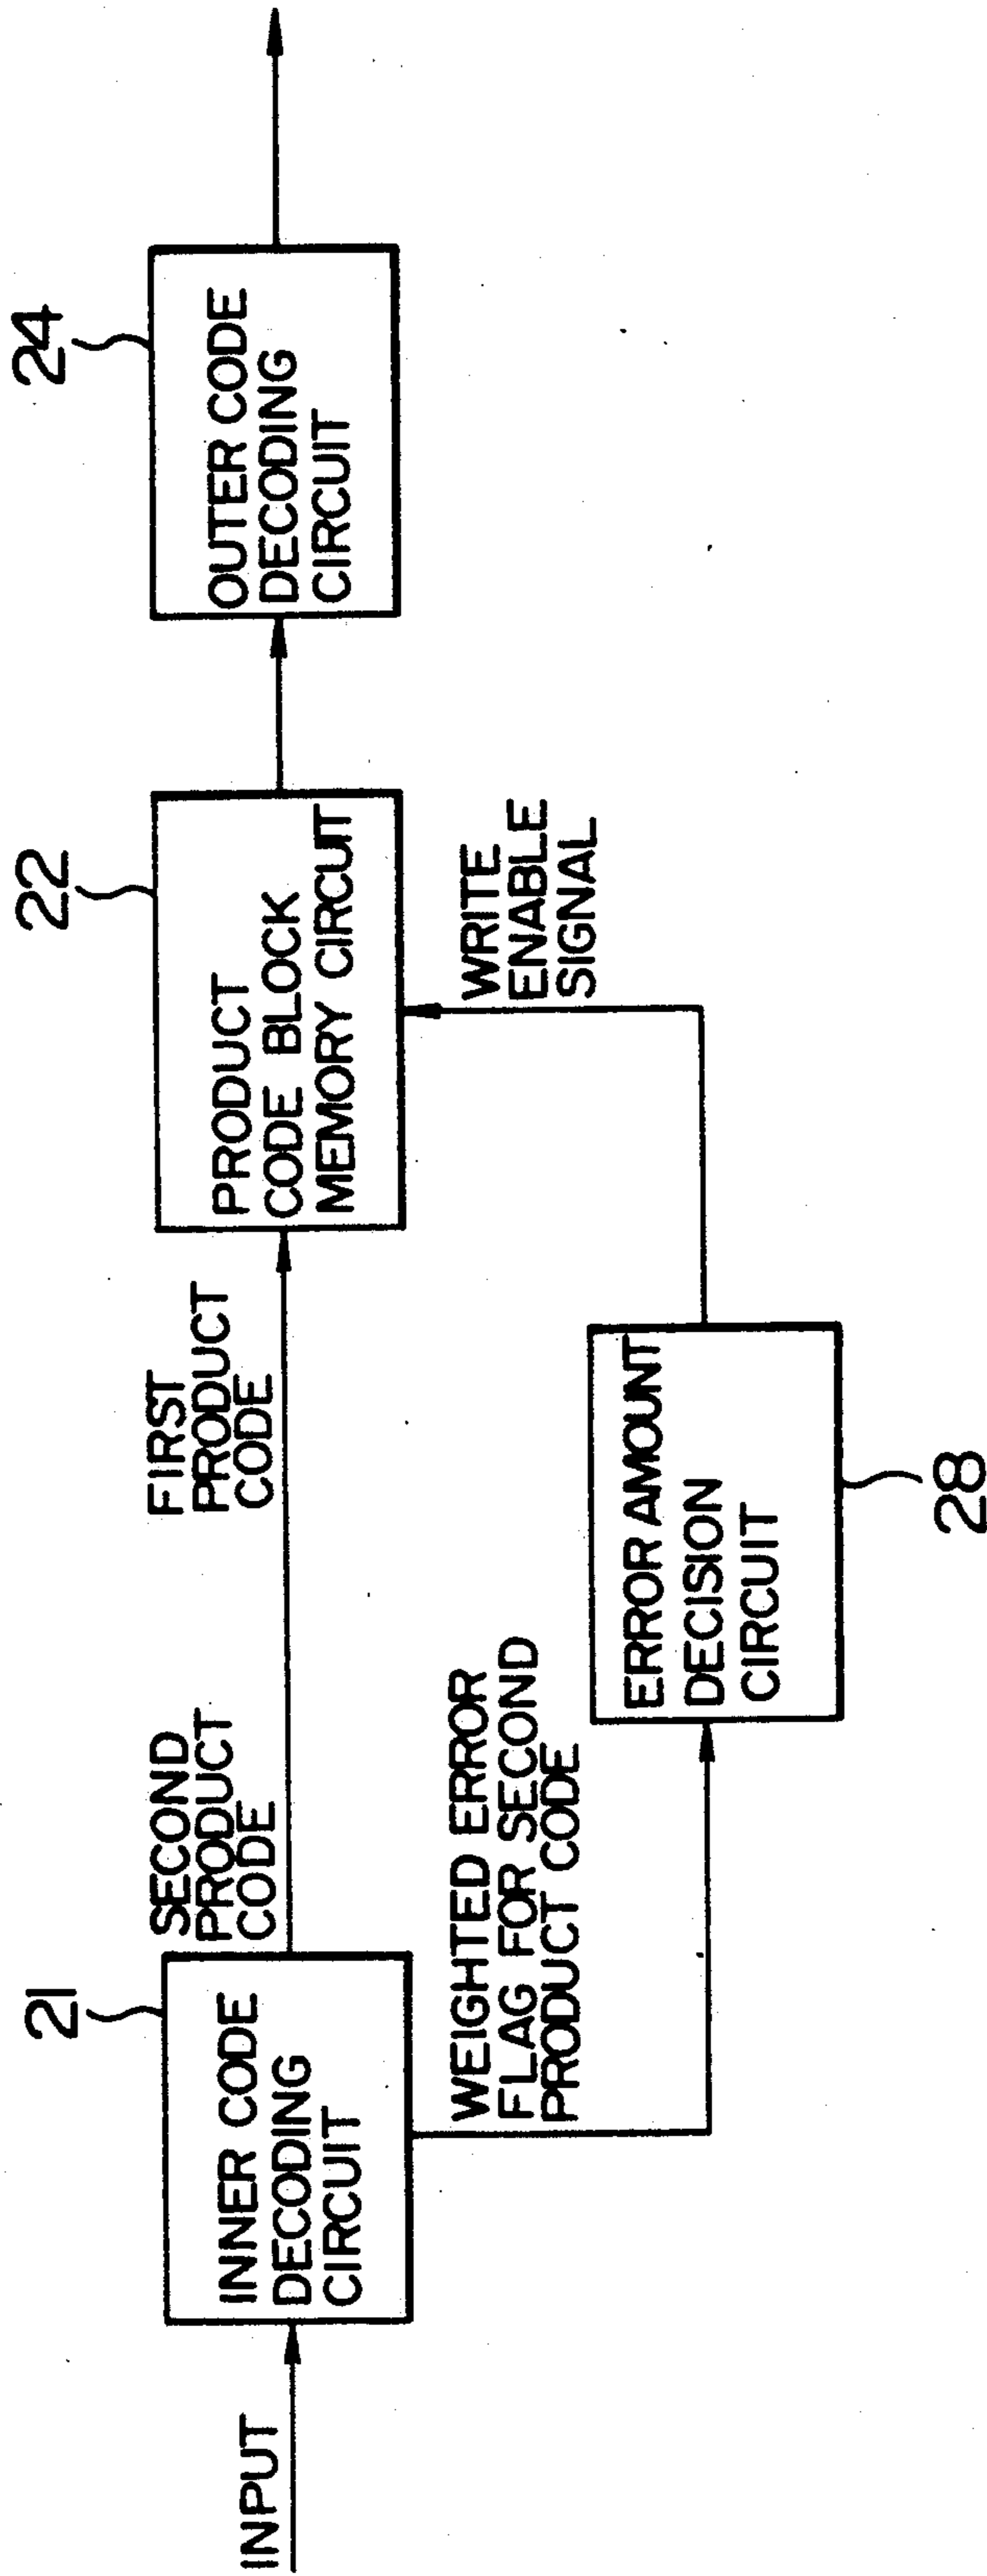 INPUT
21
INNER CODE
DECODING
CIRCUIT
SECOND
PRODUCT
CODE
FIRST
PRODUCT
CODE
22
PRODUCT
CODE BLOCK
MEMORY CIRCUIT
24
OUTER CODE
DECODING
CIRCUIT
WEIGHTED ERROR
FLAG FOR SECOND
PRODUCT CODE
ERROR AMOUNT
DECISION
CIRCUIT
28
WRITE
ENABLE
SIGNAL